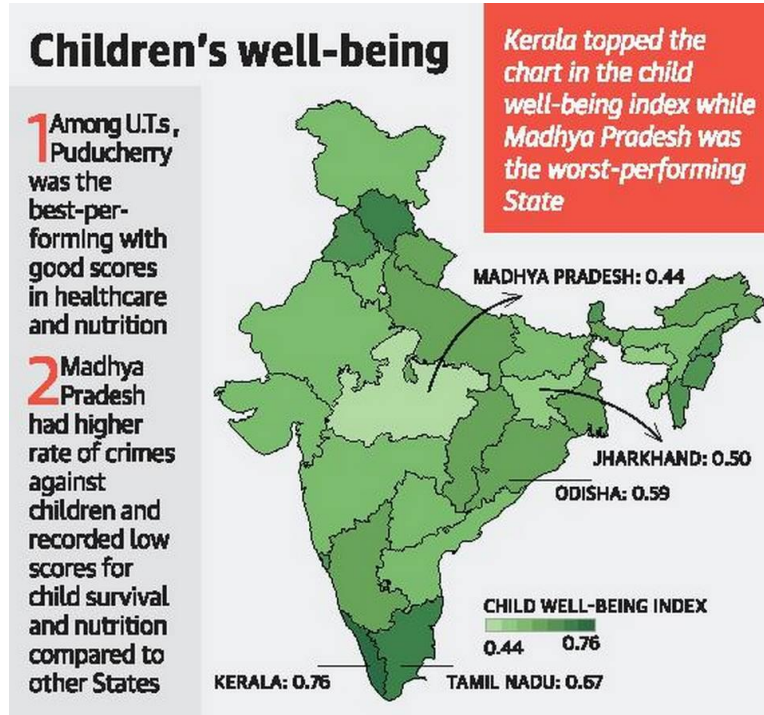 Children's well-being
Kerala topped the
chart in the child
well-being index while
Madhya Pradesh was
the worst-performing
State
1 Among U.T.s,
Puducherry
was the
best-per-
forming with
good scores
in healthcare
and nutrition
2 Madhya
Pradesh
had higher
rate of crimes
against
children and
recorded low
scores for
child survival
and nutrition
compared to
other States
MADHYA PRADESH: 0.44
JHARKHAND: 0.50
ODISHA: 0.59
CHILD WELL-BEING INDEX
0.44 0.76
KERALA: 0.76 TAMIL NADU: 0.67